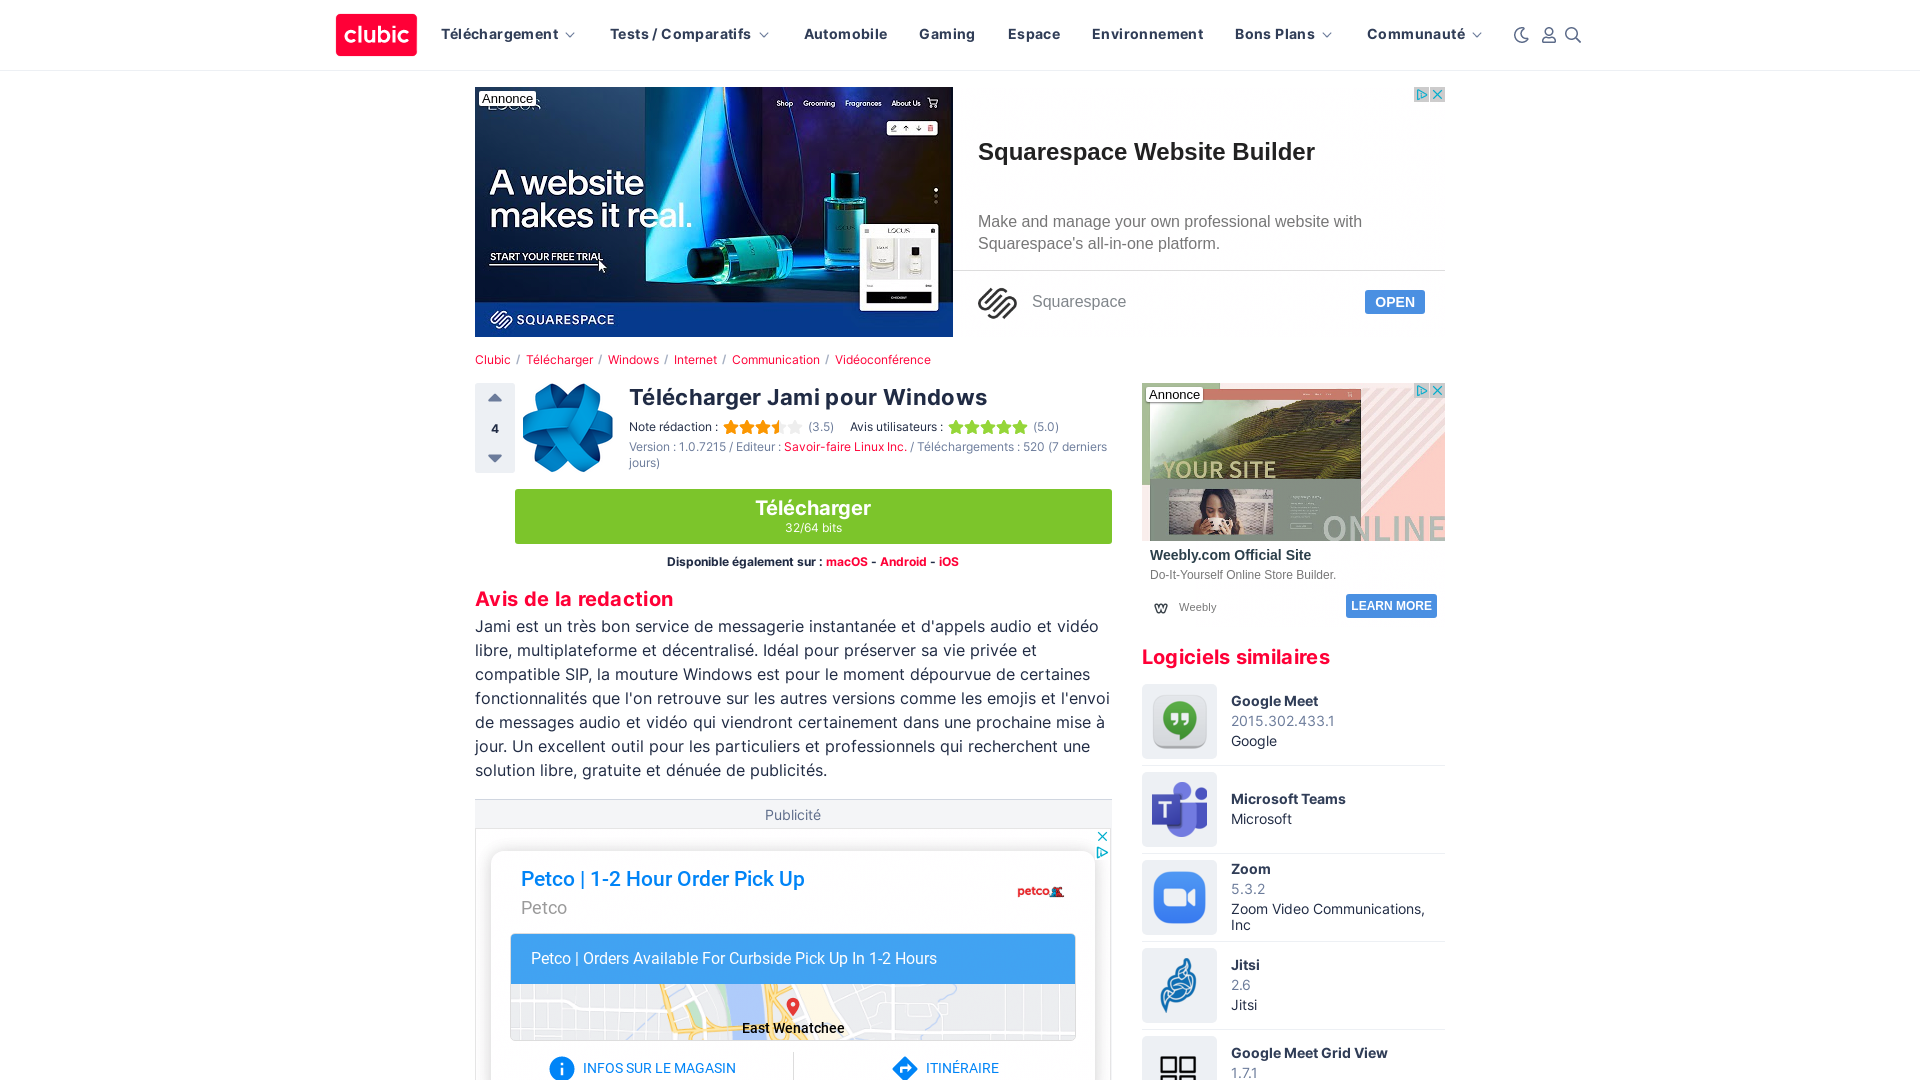 clubic
Téléchargement
Tests / Comparatifs
Automobile
Gaming
Espace
Environnement
Bons Plans
Communauté
Annonce
Shop
Grooming
Fragrances
About Us
A website
makes it real.
START YOUR FREE TRIAL
SQUARESPACE
LOCUS
Squarespace Website Builder
Make and manage your own professional website with
Squarespace's all-in-one platform.
Squarespace
OPEN
Clubic / Télécharger / Windows / Internet / Communication / Vidéoconférence
4
Télécharger Jami pour Windows
Note rédaction : (3.5) Avis utilisateurs : (5.0)
Version : 1.0.7215 / Editeur : Savoir-faire Linux Inc. / Téléchargements : 520 (7 derniers
jours)
Télécharger
32/64 bits
Disponible également sur : macOS - Android - iOS
Avis de la redaction
Jami est un très bon service de messagerie instantanée et d'appels audio et vidéo
libre, multiplateforme et décentralisé. Idéal pour préserver sa vie privée et
compatible SIP, la mouture Windows est pour le moment dépourvue de certaines
fonctionnalités que l'on retrouve sur les autres versions comme les emojis et l'envoi
de messages audio et vidéo qui viendront certainement dans une prochaine mise à
jour. Un excellent outil pour les particuliers et professionnels qui recherchent une
solution libre, gratuite et dénuée de publicités.
Publicité
Petco | 1-2 Hour Order Pick Up
Petco
petco
Petco | Orders Available For Curbside Pick Up In 1-2 Hours
East Wenatchee
INFOS SUR LE MAGASIN
ITINÉRAIRE
Annonce
YOUR SITE
ONLINE
Weebly.com Official Site
Do-It-Yourself Online Store Builder.
Weebly
LEARN MORE
Logiciels similaires
Google Meet
2015.302.433.1
Google
Microsoft Teams
Microsoft
Zoom
5.3.2
Zoom Video Communications,
Inc
Jitsi
2.6
Jitsi
Google Meet Grid View
1.7.1